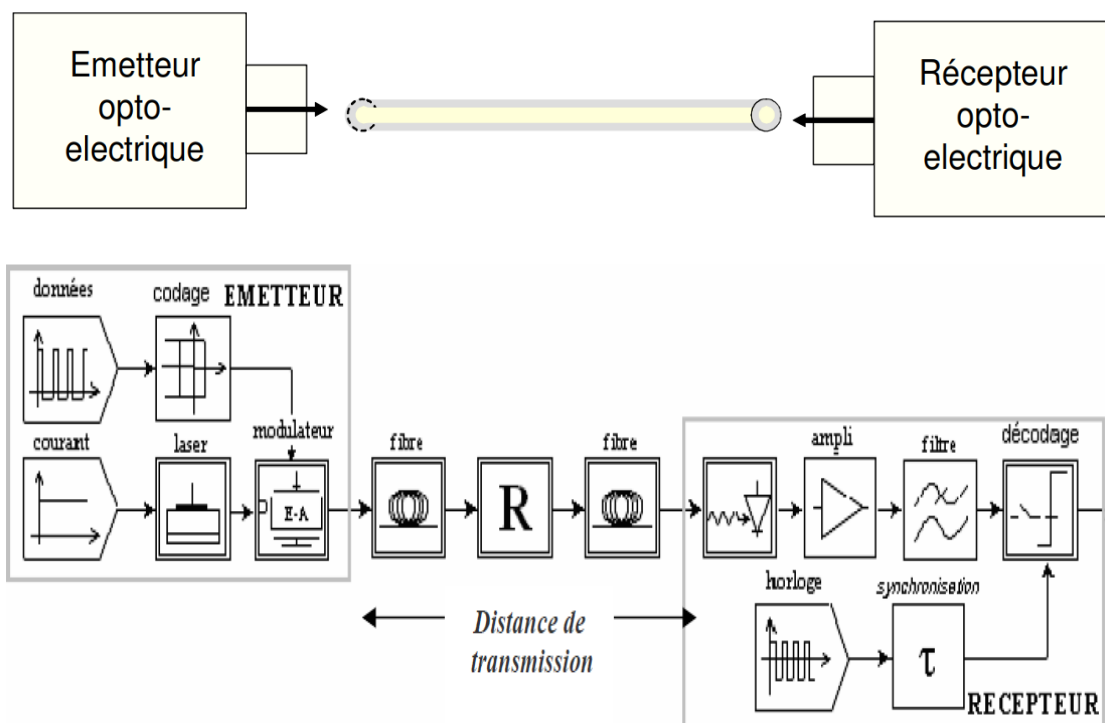 Emetteur
opto-
electrique
Récepteur
opto-
electrique
données
codage
EMETTEUR
courant
laser
modulateur
E-A
fibre
R
fibre
ampli
filtre
décodage
horloge
synchronisation
τ
Distance de
transmission
RECEPTEUR